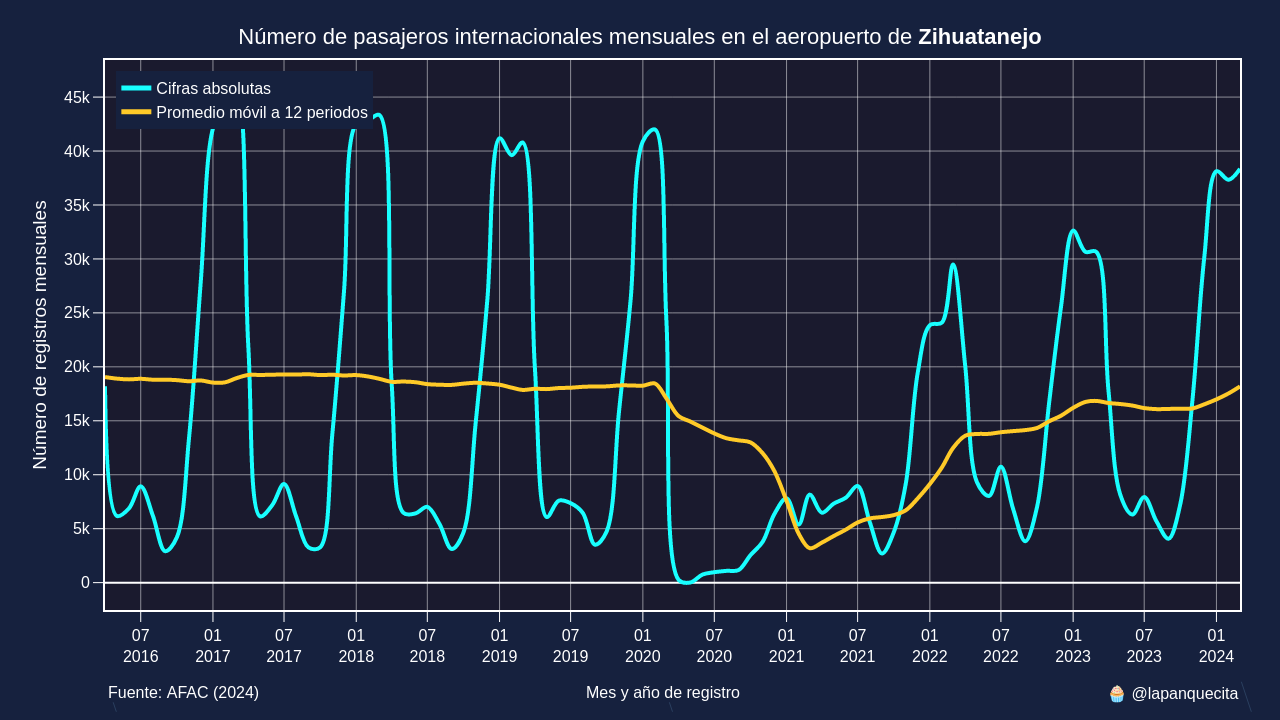 Número de pasajeros internacionales mensuales en el aeropuerto de Zihuatanejo
Cifras absolutas
Promedio móvil a 12 periodos
Número de registros mensuales
45k
40k
35k
30k
25k
20k
15k
10k
5k
0
07 01 07 01 07 01 07 01 07 01 07 01 07 01 07 01
2016 2017 2017 2018 2018 2019 2019 2020 2020 2021 2021 2022 2022 2023 2023 2024
Fuente: AFAC (2024) Mes y año de registro 🧁 @lapanquecita